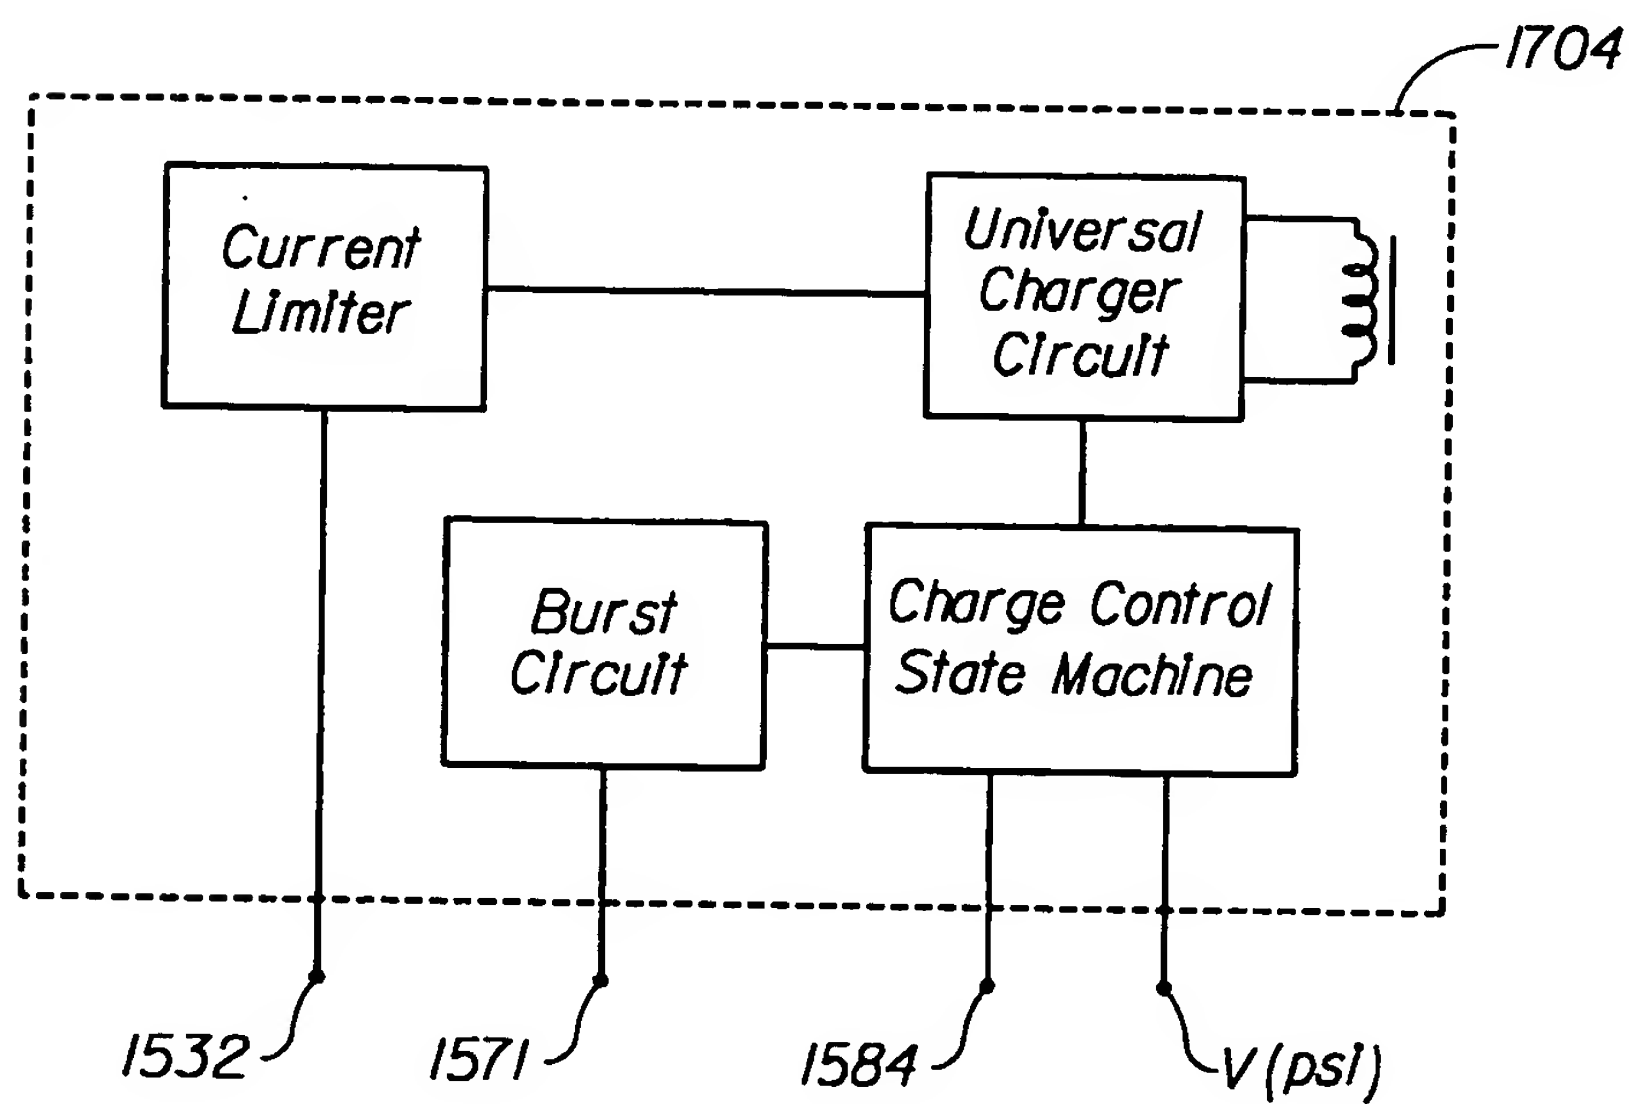 1704
Current
Limiter
Universal
Charger
Circuit
Burst
Circuit
Charge Control
State Machine
1532
1571
1584
V(psi)